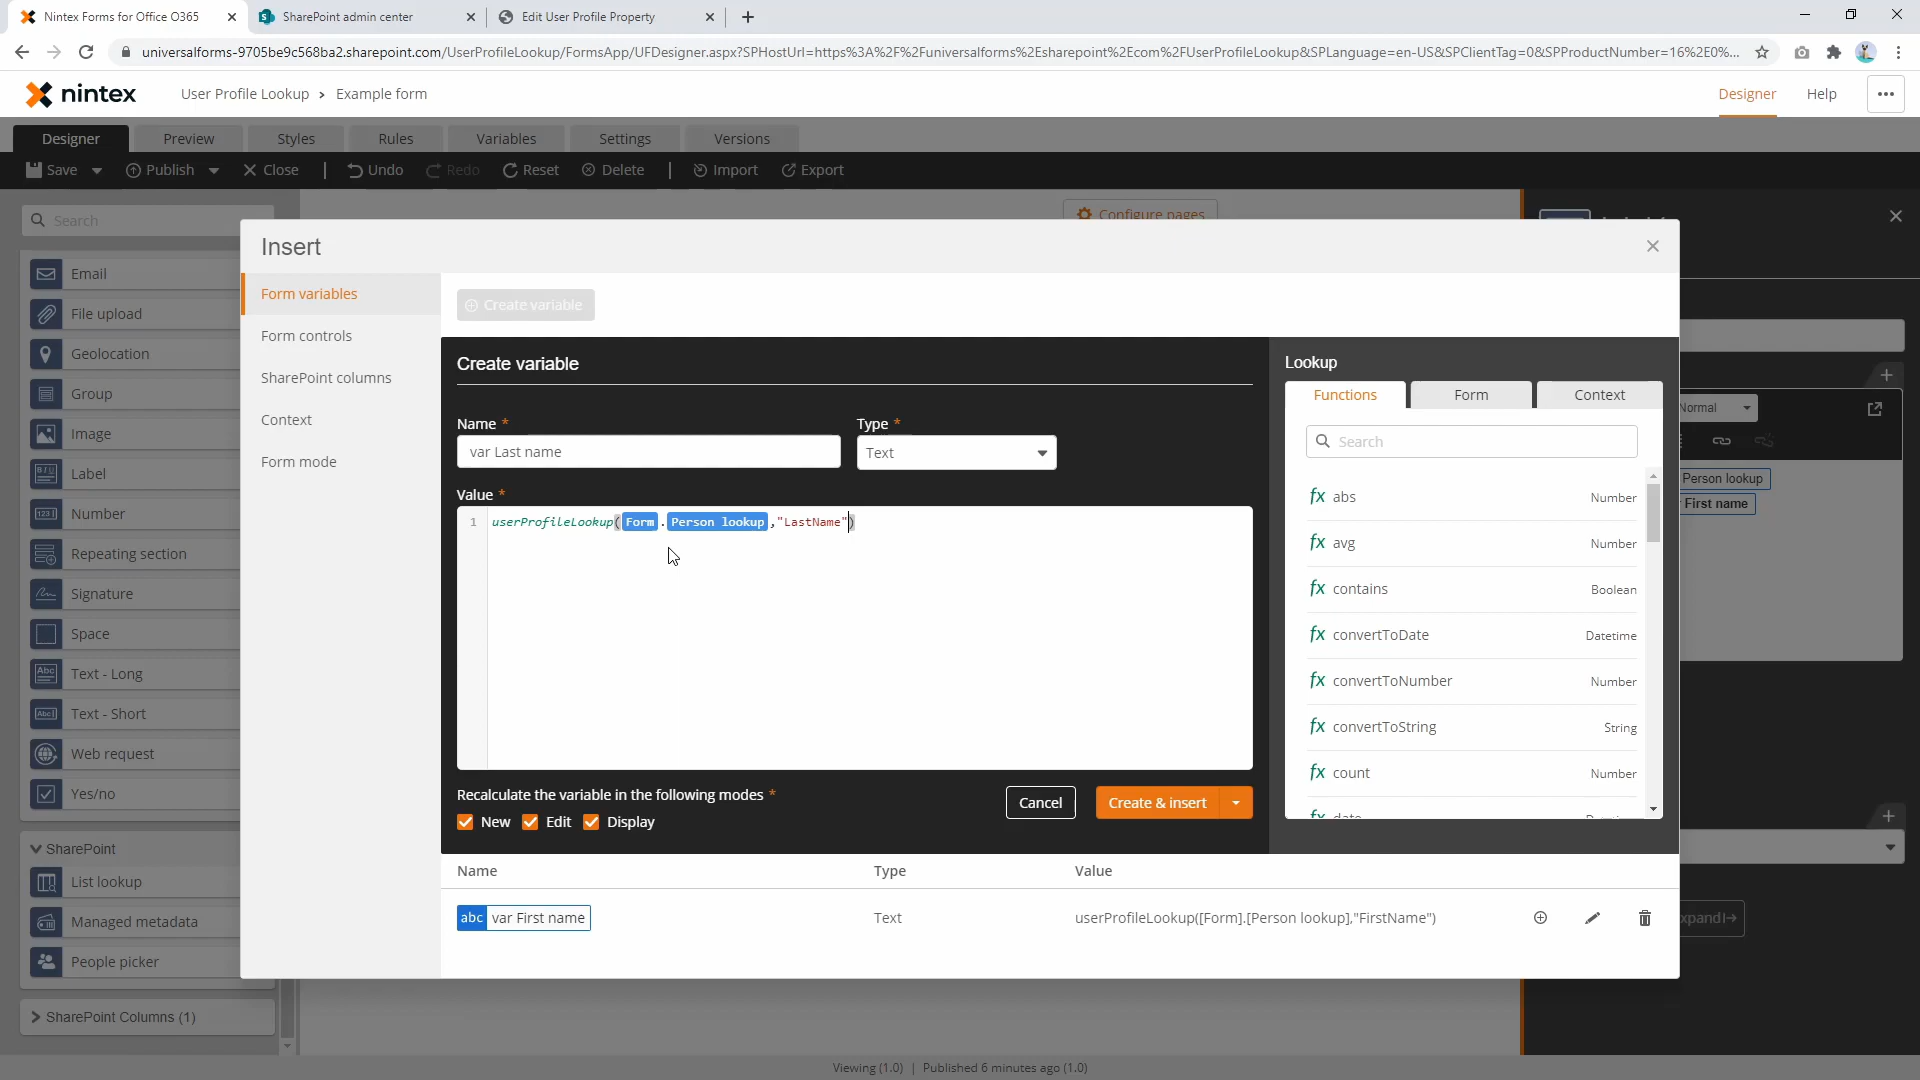 Nintex Forms for Office O365
SharePoint admin center
Edit User Profile Property
universalforms-9705be9c568ba2.sharepoint.com/UserProfileLookup/FormsApp/UFDesigner.aspx?SPHostUrl=https%3A%2F%2Funiversalforms%2Esharepoint%2Ecom%2FUserProfileLookup&SPLanguage=en-US&SPClientTag=0&SPProductNumber=16%2E0%...
nintex
User Profile Lookup
Example form
Designer
Help
Designer
Preview
Styles
Rules
Variables
Settings
Versions
Save
Publish
Close
Undo
Redo
Reset
Delete
Import
Export
Search
Configure pages
Email
File upload
Geolocation
Group
Image
Label
Number
Repeating section
Signature
Space
Text - Long
Text - Short
Web request
Yes/no
SharePoint
List lookup
Managed metadata
People picker
SharePoint Columns (1)
Insert
Form variables
Form controls
SharePoint columns
Context
Form mode
Create variable
Create variable
Name *
Type *
var Last name
Text
Value *
1 userProfileLookup(Form.Person lookup,"LastName")
Recalculate the variable in the following modes *
New
Edit
Display
Cancel
Create & insert
Lookup
Functions
Form
Context
Search
fx abs Number
fx avg Number
fx contains Boolean
fx convertToDate Datetime
fx convertToNumber Number
fx convertToString String
fx count Number
fx date
Name Type Value
abc var First name Text userProfileLookup([Form].[Person lookup],"FirstName")
Normal
Person lookup
First name
Viewing (1.0) | Published 6 minutes ago (1.0)